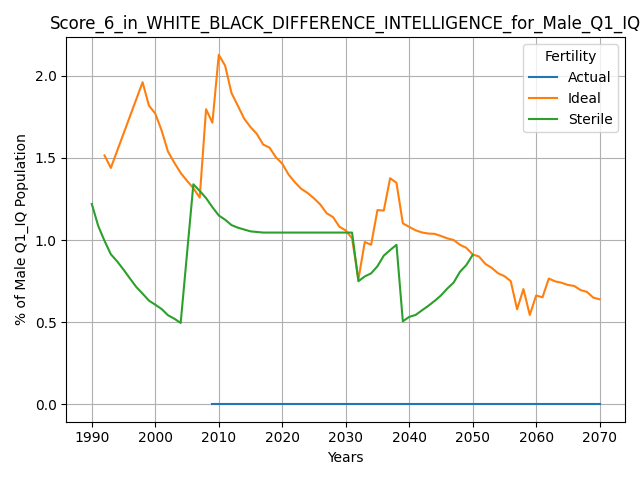 Score_6_in_WHITE_BLACK_DIFFERENCE_INTELLIGENCE_for_Male_Q1_IQ
Fertility
Actual
Ideal
Sterile
% of Male Q1_IQ Population
2.0
1.5
1.0
0.5
0.0
1990 2000 2010 2020 2030 2040 2050 2060 2070
Years